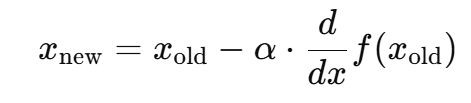 x_new = x_old − α · d/dx f(x_old)